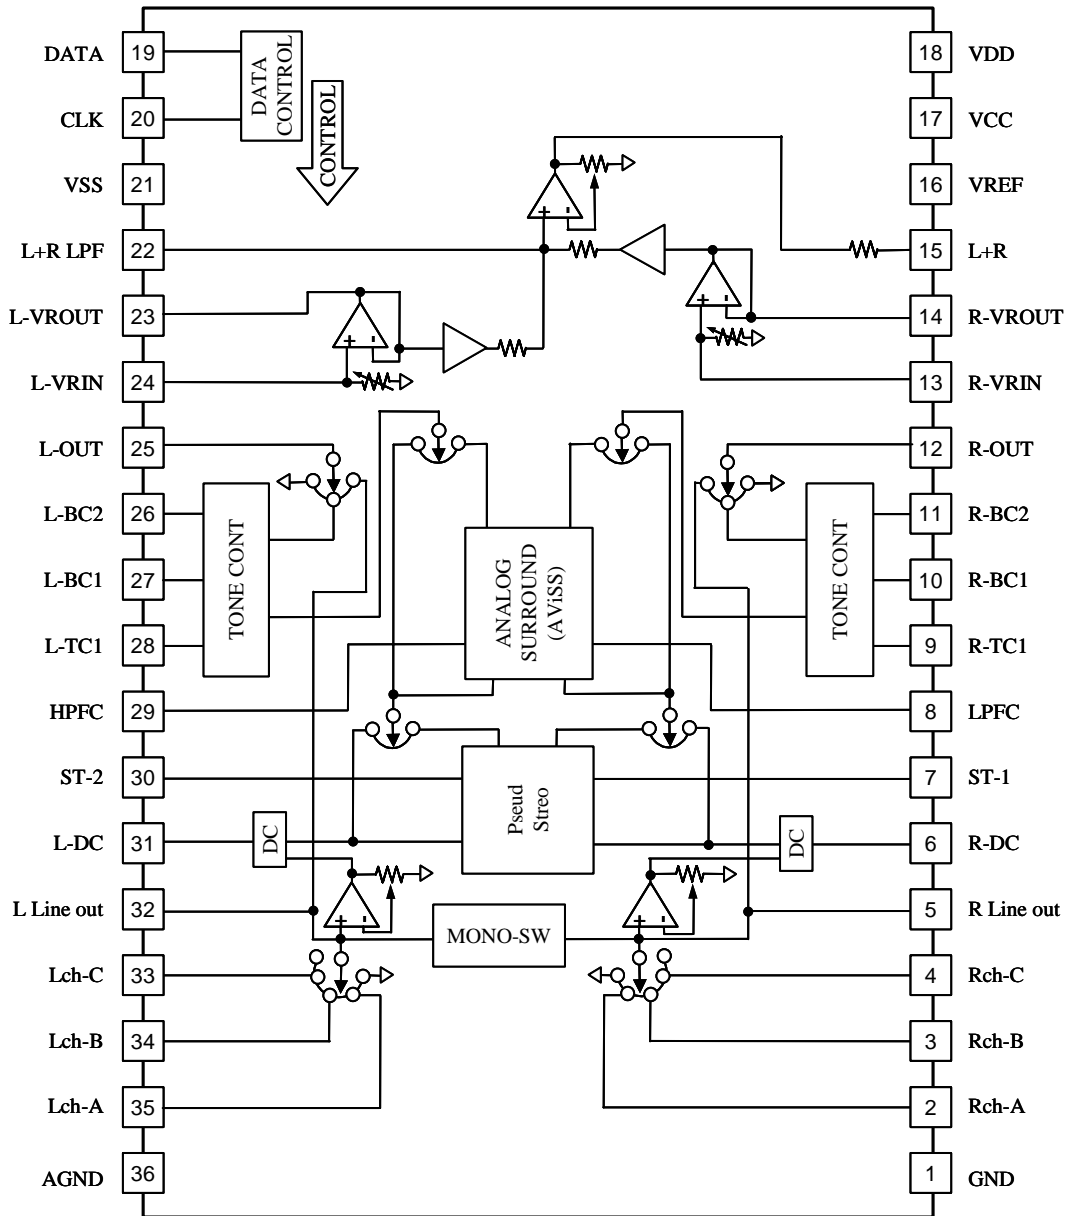 DATA 19 18 VDD
CLK 20 17 VCC
DATA
CONTROL
CONTROL
VSS 21 16 VREF
L+R LPF 22 15 L+R
+ -
+ -
L-VROUT 23 14 R-VROUT
+ -
L-VRIN 24 13 R-VRIN
L-OUT 25 12 R-OUT
L-BC2 26 11 R-BC2
L-BC1 27 10 R-BC1
L-TC1 28 9 R-TC1
TONE CONT
ANALOG
SURROUND
(AViSS)
TONE CONT
HPFC 29 8 LPFC
ST-2 30 7 ST-1
Pseud
Streo
L-DC 31 6 R-DC
DC
DC
L Line out 32 5 R Line out
+ -
+ -
MONO-SW
Lch-C 33 4 Rch-C
Lch-B 34 3 Rch-B
Lch-A 35 2 Rch-A
AGND 36 1 GND